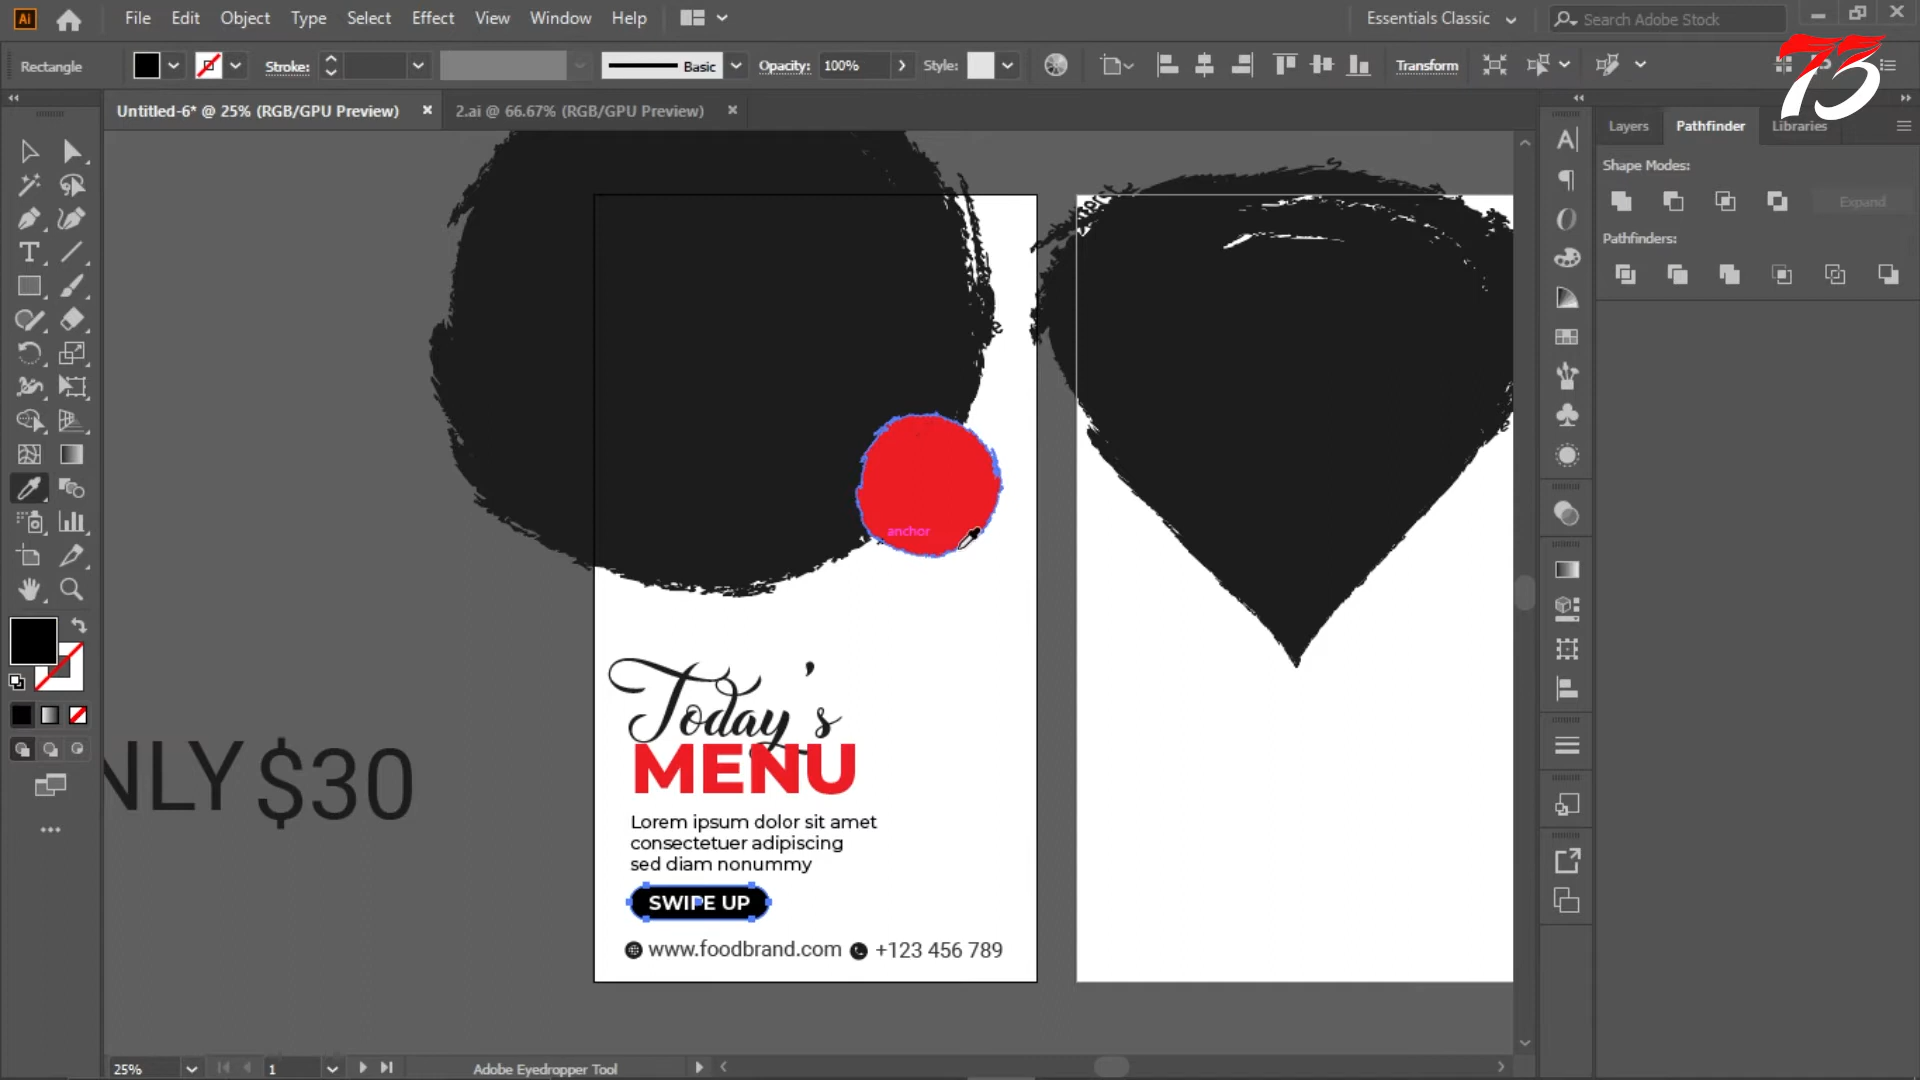 Ai File Edit Object Type Select Effect View Window Help Essentials Classic Search Adobe Stock
Rectangle Stroke: Basic Opacity: 100% Style: Transform
73
Untitled-6* @ 25% (RGB/GPU Preview) × 2.ai @ 66.67% (RGB/GPU Preview) ×
Layers Pathfinder Libraries
Shape Modes:
Expand
Pathfinders:
anchor
Today's
MENU
NLY $30
Lorem ipsum dolor sit amet
consectetuer adipiscing
sed diam nonummy
SWIPE UP
www.foodbrand.com +123 456 789
25% 1 Adobe Eyedropper Tool